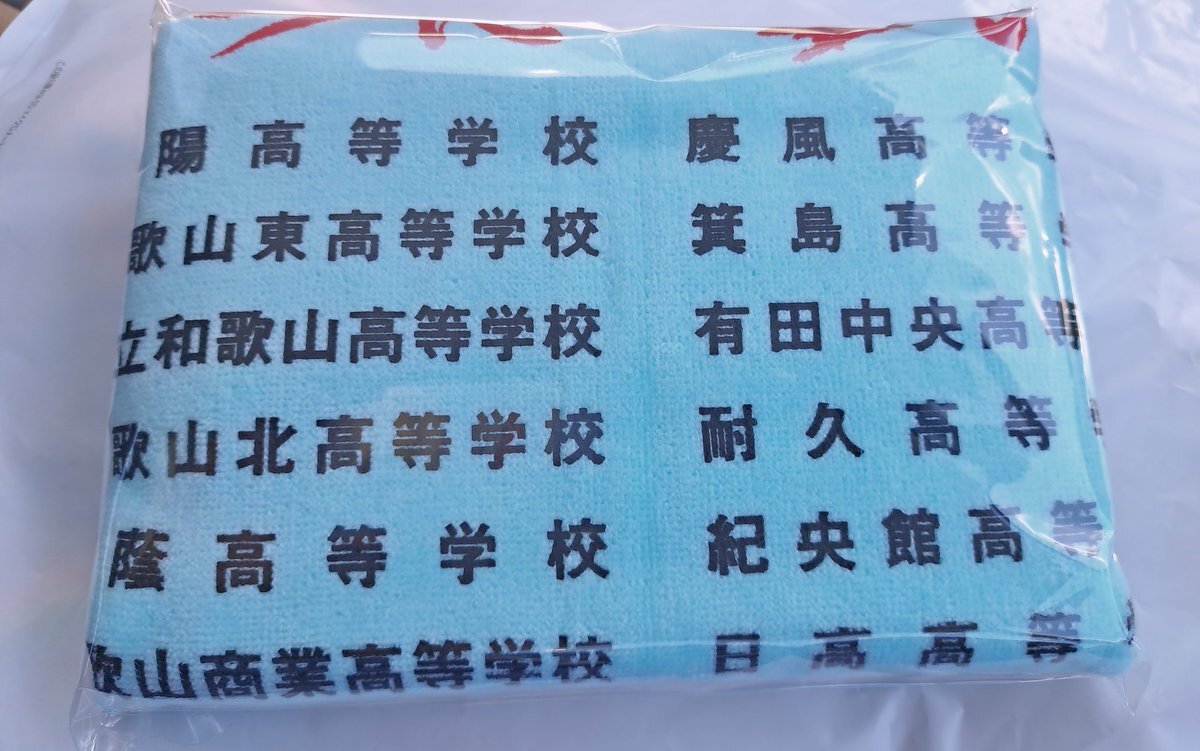 陽高等学校 慶風高等
歌山東高等学校 箕島高等
立和歌山高等学校 有田中央高等
歌山北高等学校 耐久高等
蔭高等学校 紀央館高等
歌山商業高等学校 日高高等